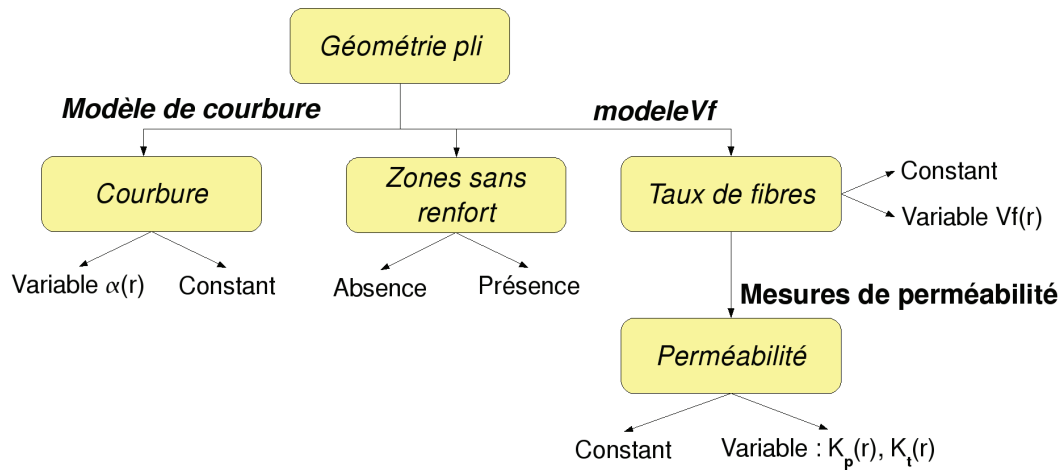 Géométrie pli
Modèle de courbure
modeleVf
Courbure
Zones sans
renfort
Taux de fibres
Constant
Variable Vf(r)
Variable α(r)
Constant
Absence
Présence
Mesures de perméabilité
Perméabilité
Constant
Variable : Kp(r), Kt(r)